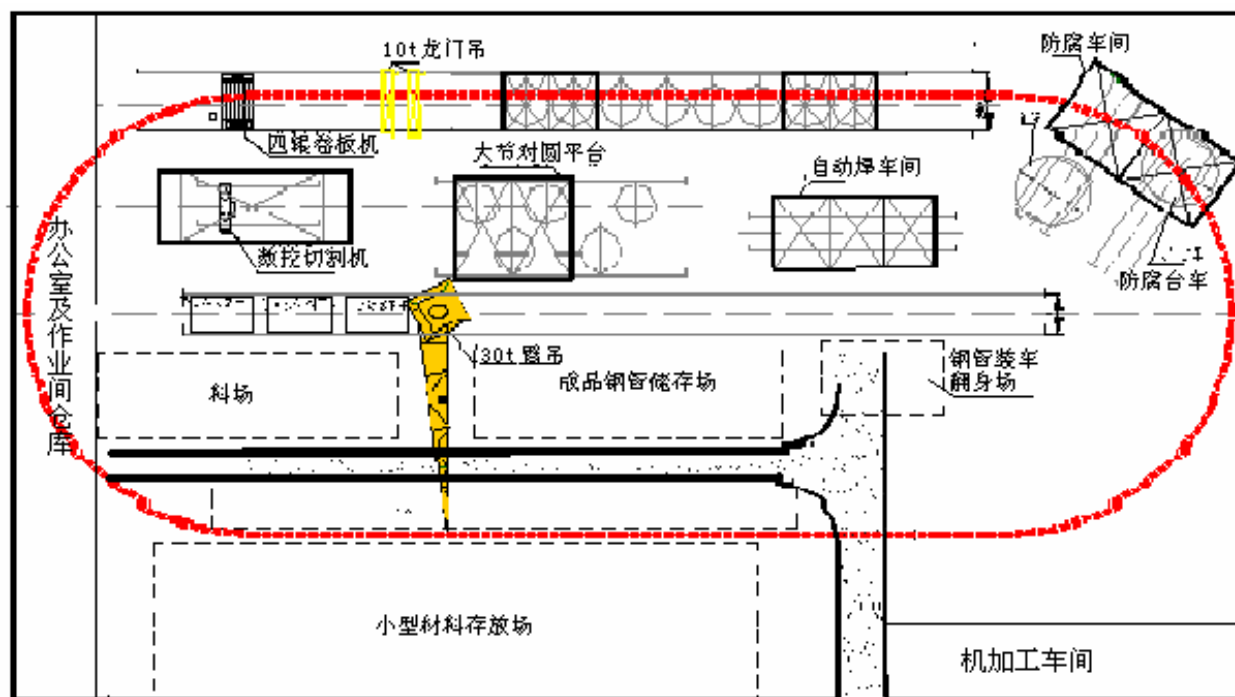 10t龙门吊
防腐车间
四辊卷板机
大节对圆平台
自动焊车间
数控切割机
防腐台车
办公室及作业间仓库
30t臂吊
料场
成品钢管储存场
钢管装车
翻身场
小型材料存放场
机加工车间